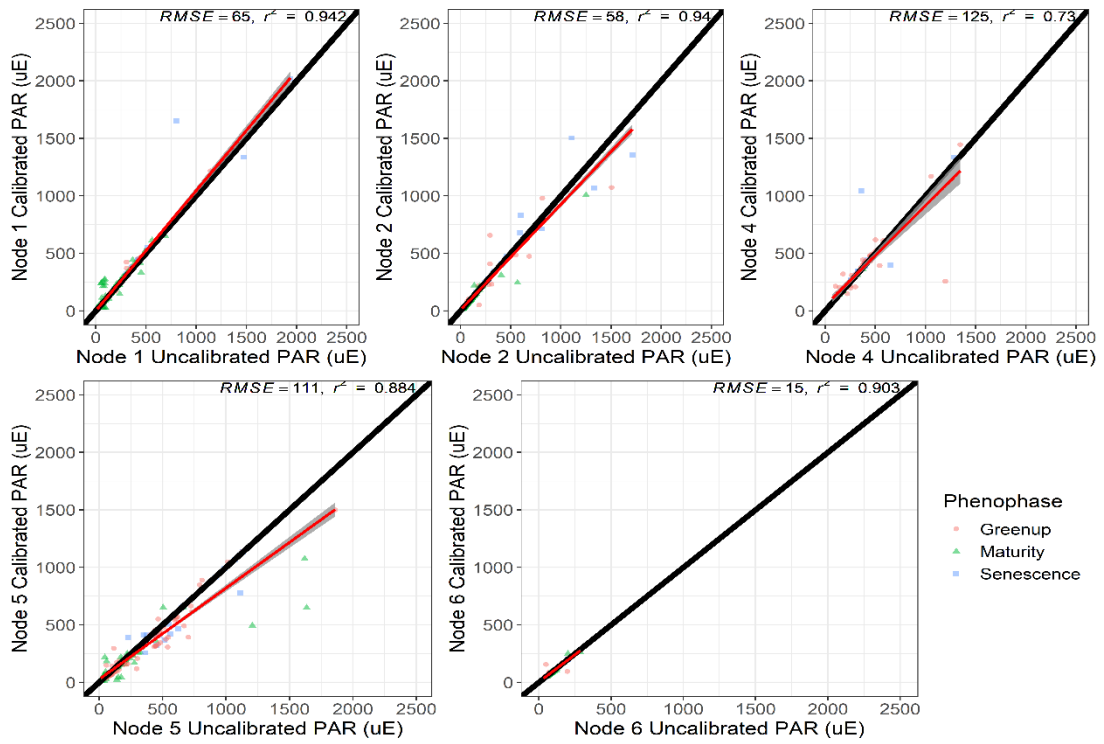 RMSE = 65, r² = 0.942
2500
2000
1500
1000
500
0
Node 1 Calibrated PAR (uE)
0 500 1000 1500 2000 2500
Node 1 Uncalibrated PAR (uE)
RMSE = 58, r² = 0.94
2500
2000
1500
1000
500
0
Node 2 Calibrated PAR (uE)
0 500 1000 1500 2000 2500
Node 2 Uncalibrated PAR (uE)
RMSE = 125, r² = 0.73
2500
2000
1500
1000
500
0
Node 4 Calibrated PAR (uE)
0 500 1000 1500 2000 2500
Node 4 Uncalibrated PAR (uE)
RMSE = 111, r² = 0.884
2500
2000
1500
1000
500
0
Node 5 Calibrated PAR (uE)
0 500 1000 1500 2000 2500
Node 5 Uncalibrated PAR (uE)
RMSE = 15, r² = 0.903
2500
2000
1500
1000
500
0
Node 6 Calibrated PAR (uE)
0 500 1000 1500 2000 2500
Node 6 Uncalibrated PAR (uE)
Phenophase
Greenup
Maturity
Senescence